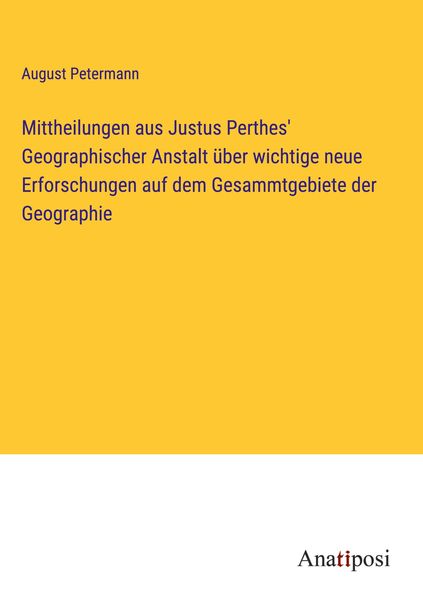 August Petermann
Mittheilungen aus Justus Perthes'
Geographischer Anstalt über wichtige neue
Erforschungen auf dem Gesammtgebiete der
Geographie
Anatiposi